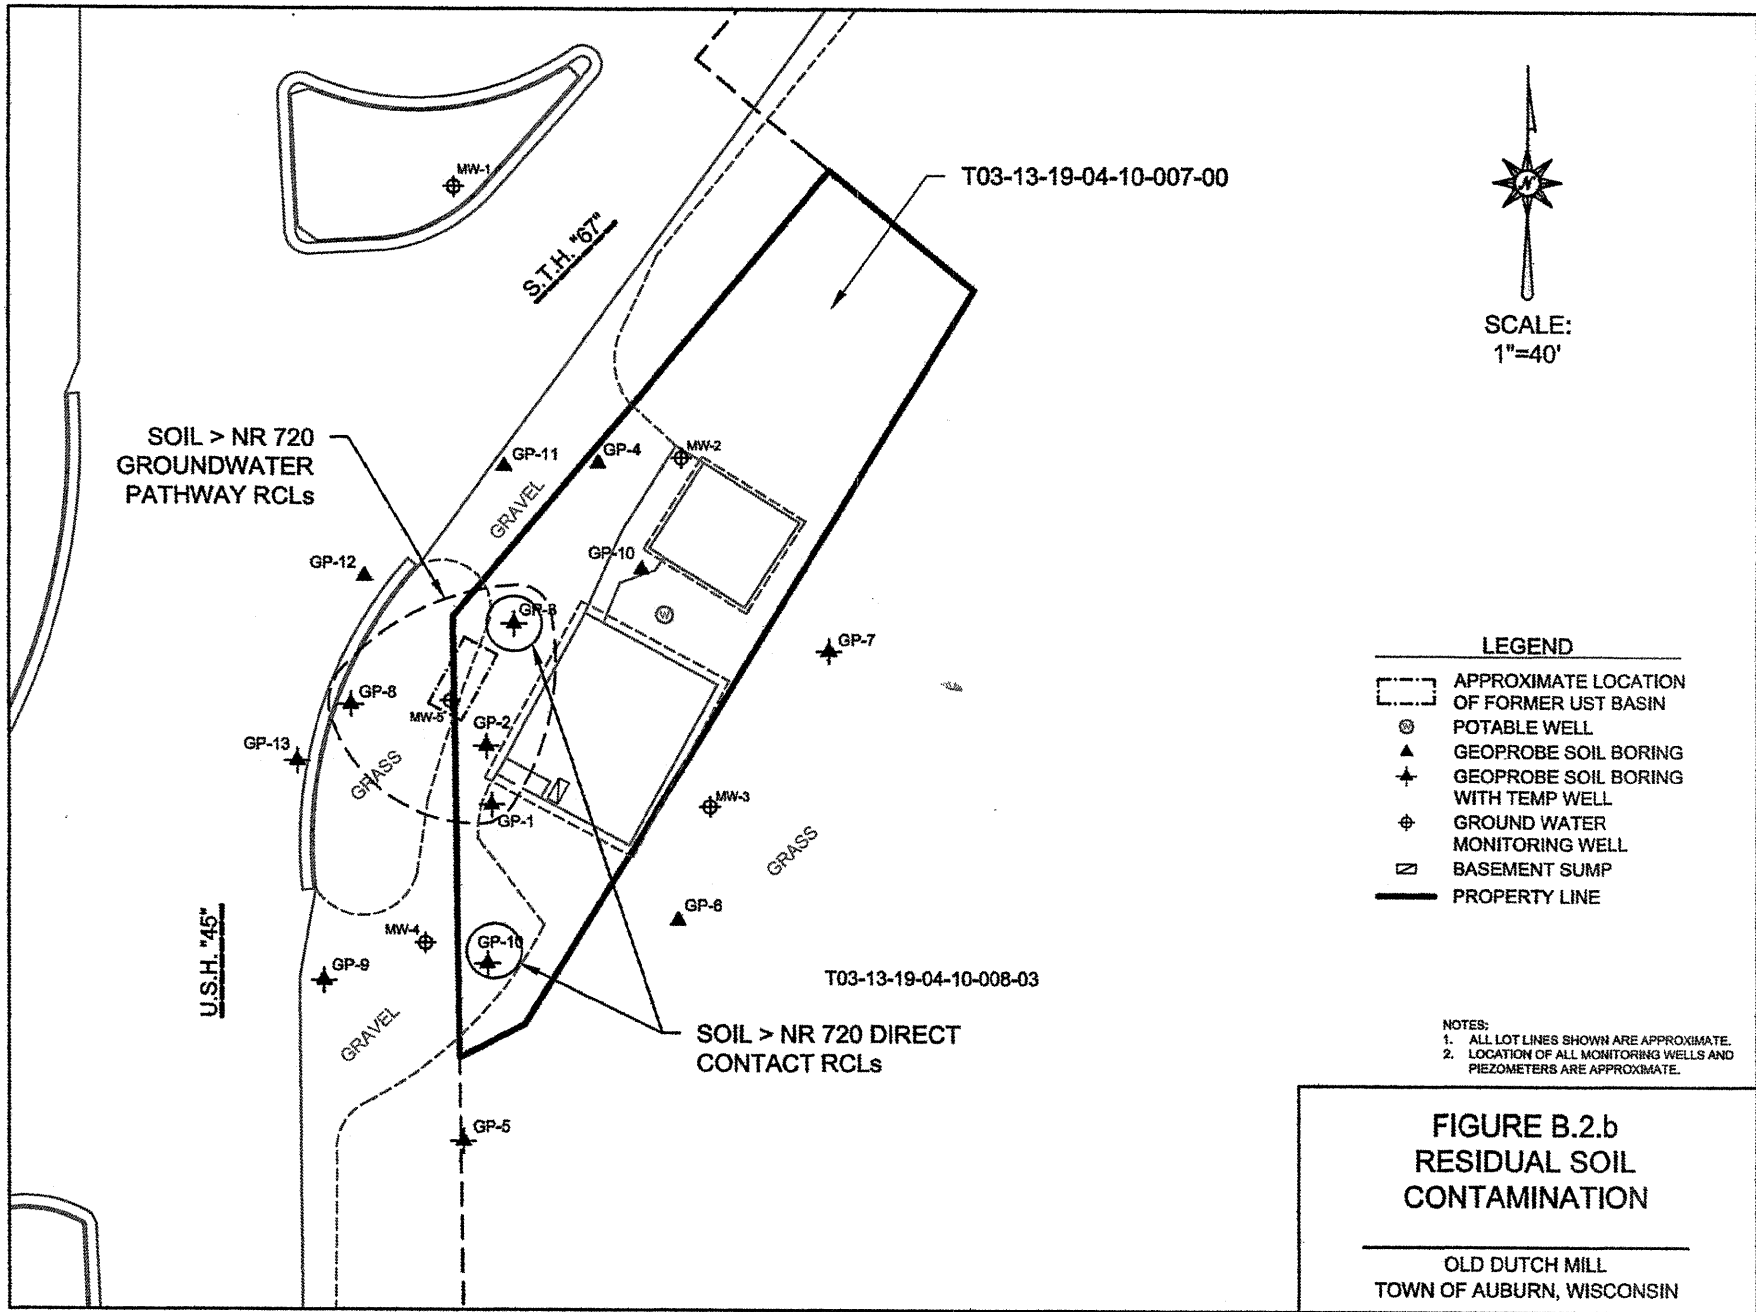 MW-1
S.T.H. "67"
T03-13-19-04-10-007-00
N
SCALE:
1"=40'
SOIL > NR 720
GROUNDWATER
PATHWAY RCLs
GP-11
GP-4
MW-2
GRAVEL
GP-12
GP-10
GP-3
W
GP-7
GP-8
MW-5
GP-2
GP-13
GRASS
GP-1
MW-3
GRASS
GP-6
U.S.H. "45"
MW-4
GP-10
GP-9
T03-13-19-04-10-008-03
GRAVEL
SOIL > NR 720 DIRECT
CONTACT RCLs
GP-5
LEGEND
APPROXIMATE LOCATION
OF FORMER UST BASIN
W
POTABLE WELL
GEOPROBE SOIL BORING
GEOPROBE SOIL BORING
WITH TEMP WELL
GROUND WATER
MONITORING WELL
BASEMENT SUMP
PROPERTY LINE
NOTES:
1. ALL LOT LINES SHOWN ARE APPROXIMATE.
2. LOCATION OF ALL MONITORING WELLS AND
PIEZOMETERS ARE APPROXIMATE.
FIGURE B.2.b
RESIDUAL SOIL
CONTAMINATION
OLD DUTCH MILL
TOWN OF AUBURN, WISCONSIN